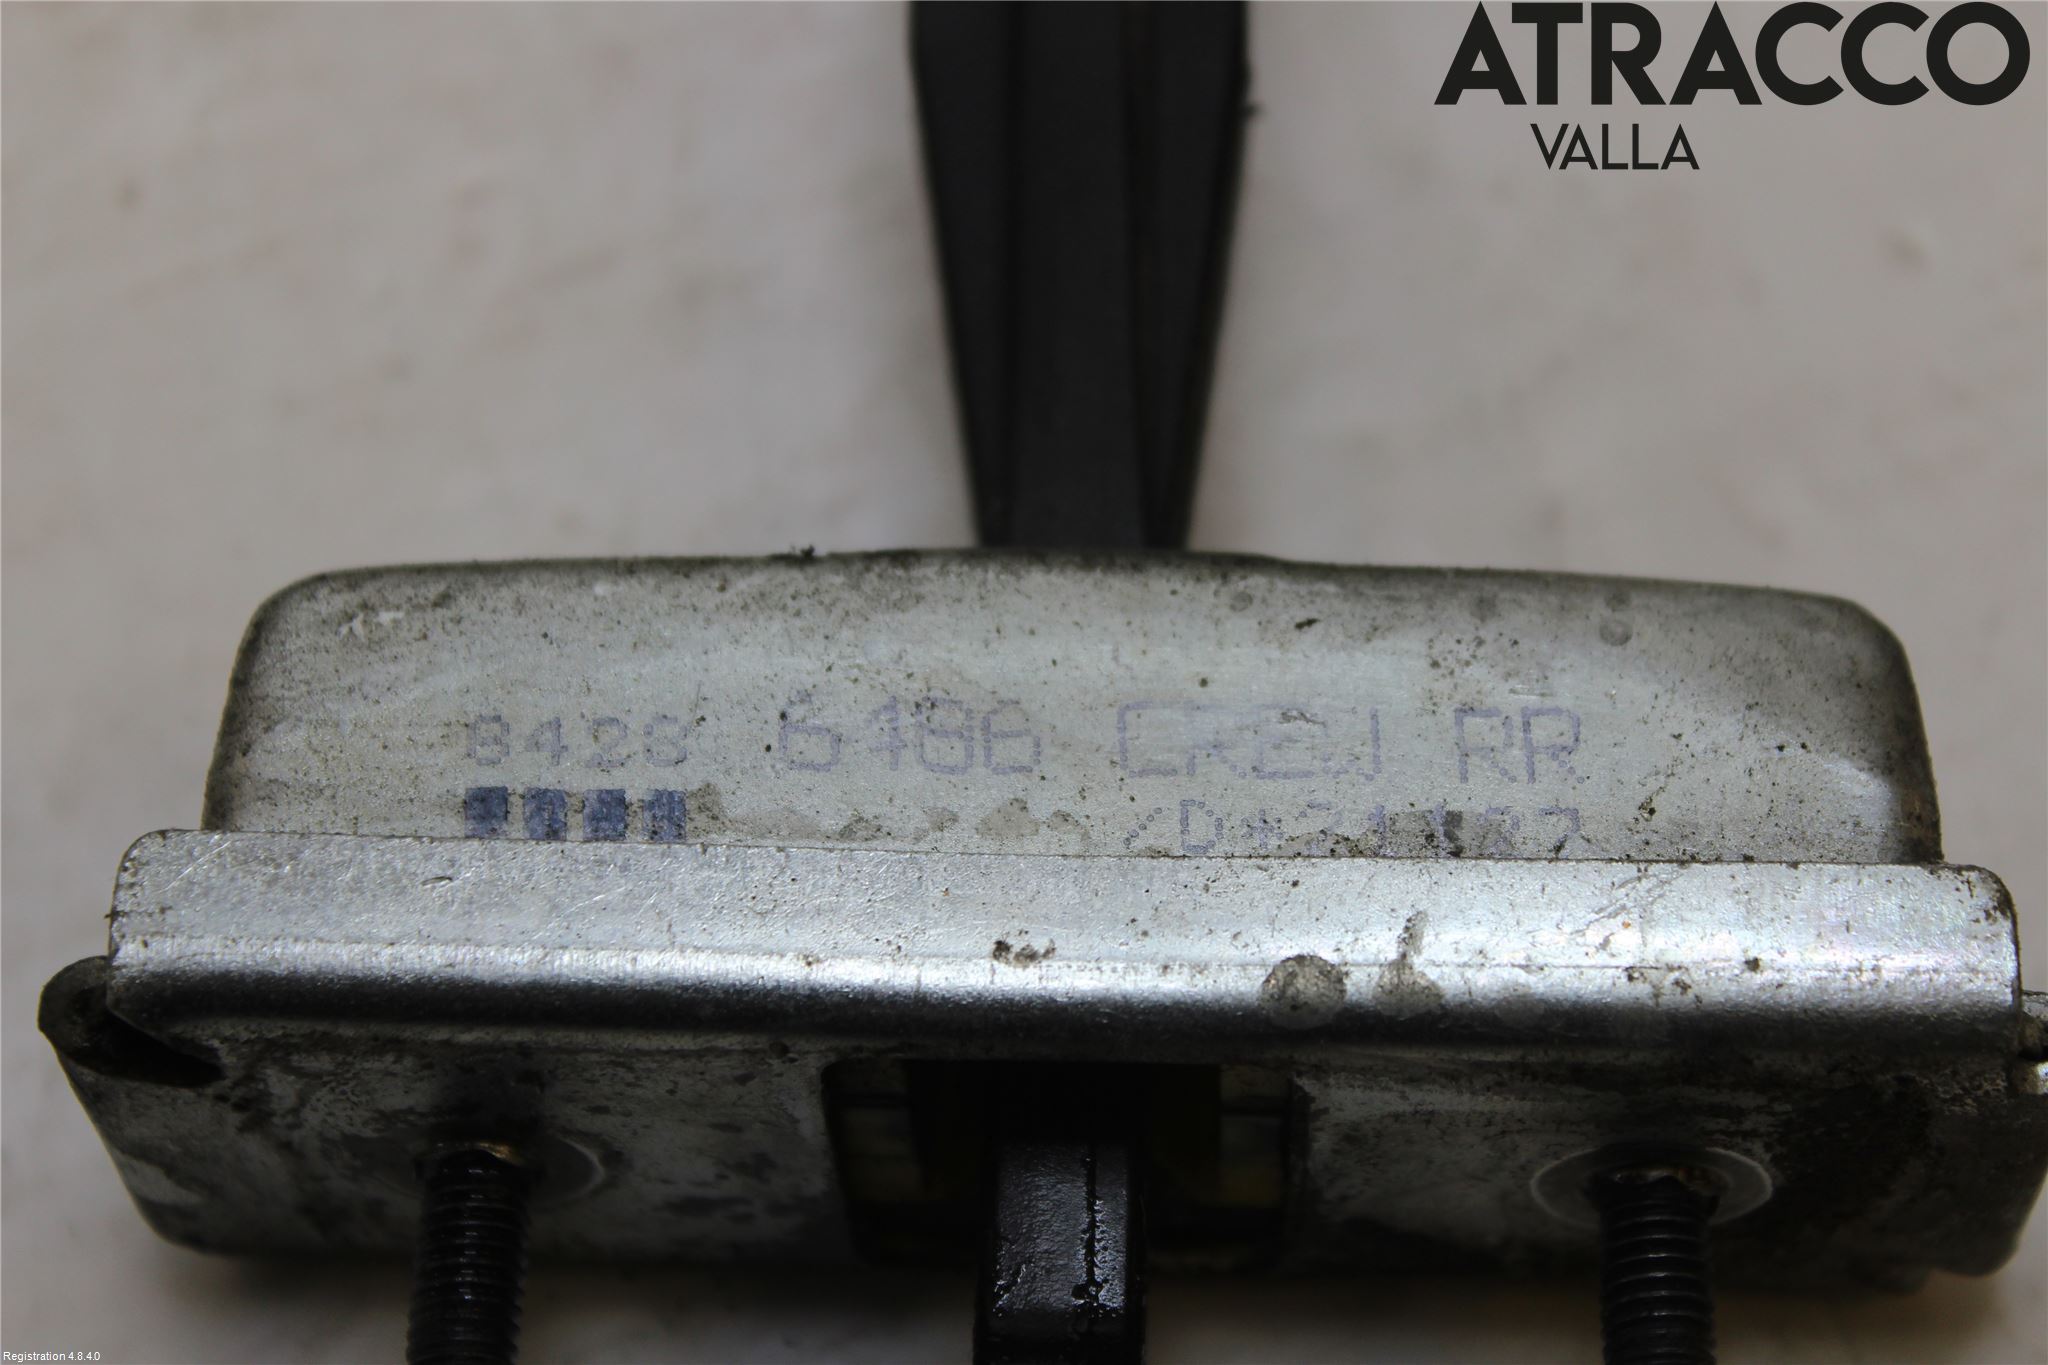 ATRACCO
VALLA
8428 6486 CREW RR
Registration 4.8.4.0